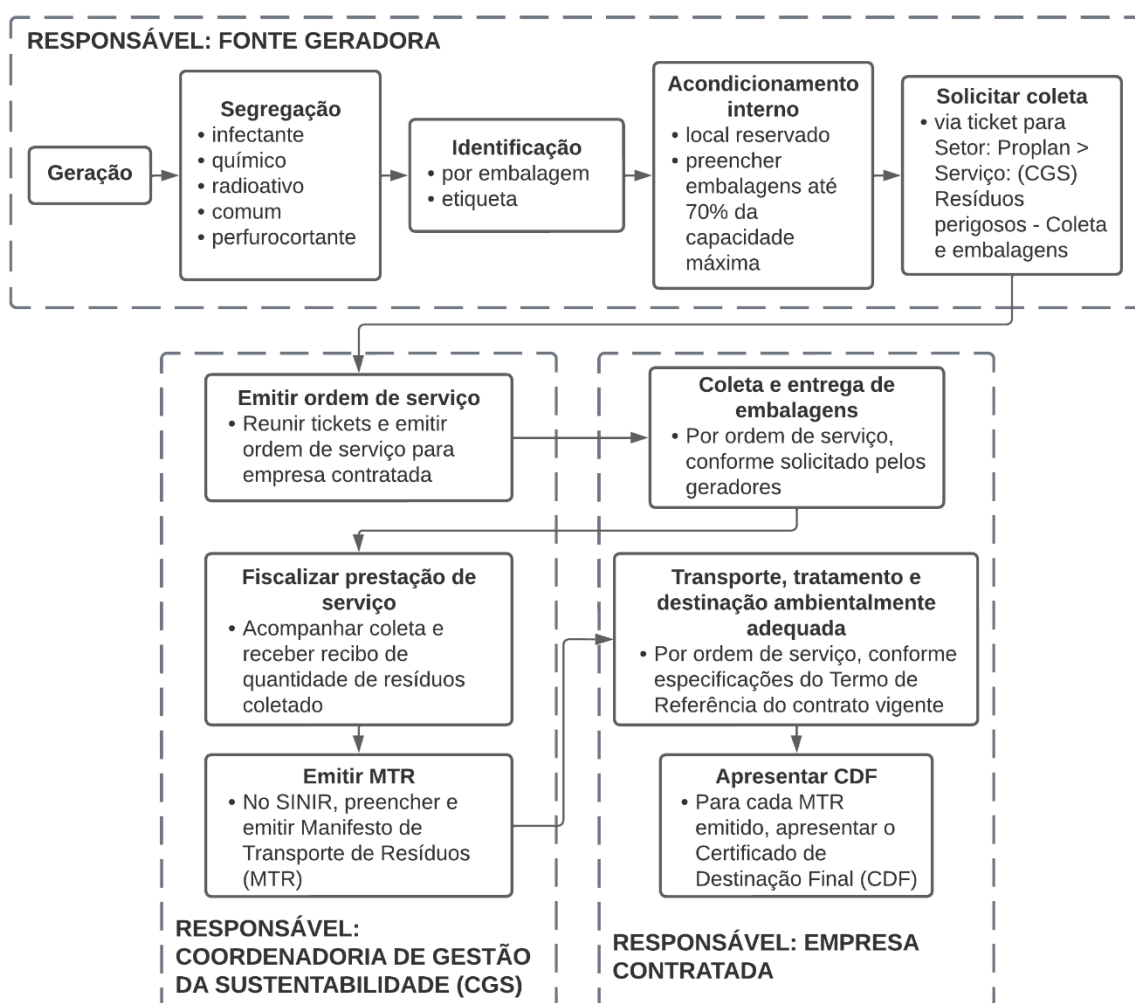 RESPONSÁVEL: FONTE GERADORA
Geração
Segregação
• infectante
• químico
• radioativo
• comum
• perfurocortante
Identificação
• por embalagem
• etiqueta
Acondicionamento
interno
• local reservado
• preencher
embalagens até
70% da
capacidade
máxima
Solicitar coleta
• via ticket para
Setor: Proplan >
Serviço: (CGS)
Resíduos
perigosos - Coleta
e embalagens
Emitir ordem de serviço
• Reunir tickets e emitir
ordem de serviço para
empresa contratada
Coleta e entrega de
embalagens
• Por ordem de serviço,
conforme solicitado pelos
geradores
Fiscalizar prestação de
serviço
• Acompanhar coleta e
receber recibo de
quantidade de resíduos
coletado
Emitir MTR
• No SINIR, preencher e
emitir Manifesto de
Transporte de Resíduos
(MTR)
Transporte, tratamento e
destinação ambientalmente
adequada
• Por ordem de serviço, conforme
especificações do Termo de
Referência do contrato vigente
Apresentar CDF
• Para cada MTR
emitido, apresentar o
Certificado de
Destinação Final (CDF)
RESPONSÁVEL:
COORDENADORIA DE GESTÃO
DA SUSTENTABILIDADE (CGS)
RESPONSÁVEL: EMPRESA
CONTRATADA